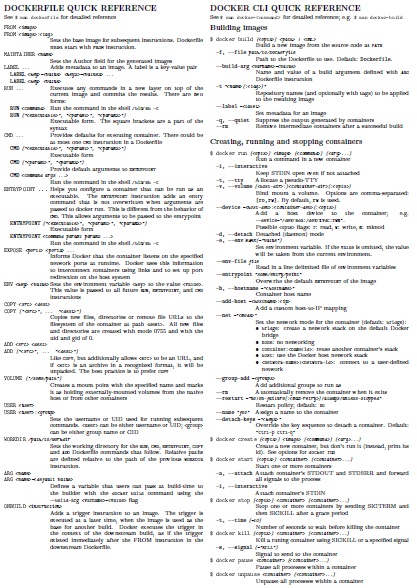 DOCKERFILE QUICK REFERENCE
See $ man dockerfile for detailed reference
FROM <image>
FROM <image>:<tag>
Sets the base image for subsequent instructions. Dockerfile
must start with FROM instruction.
MAINTAINER <name>
Sets the Author field for the generated images
LABEL ... Adds metadata to an image. A label is a key-value pair
LABEL <key>=<value> <key>=<value> ...
LABEL <key> <value>
RUN ... Executes any commands in a new layer on top of the
current image and commits the results. There are two
forms:
RUN <command> Run the command in the shell /bin/sh -c
RUN ["<executable>", "<param>", "<param>"]
Executable form. The square brackets are a part of the
syntax
CMD ... Provides defaults for executing container. There could be
at most one CMD instruction in a Dockerfile
CMD ["<executable>", "<param>", "<param>"]
Executable form
CMD ["<param>", "<param>"]
Provide default arguments to ENTRYPOINT
CMD <command> <args> ...
Run the command in the shell /bin/sh -c
ENTRYPOINT ... Helps you configure a container that can be run as an
executable. The ENTRYPOINT instruction adds an entry
command that is not overwritten when arguments are
passed to docker run. This is different from the behavior of
CMD. This allows arguments to be passed to the entrypoint.
ENTRYPOINT ["<executable>", "<param>", "<param>"]
Executable form
ENTRYPOINT <command> <param> <param> ...
Run the command in the shell /bin/sh -c
EXPOSE <port> <port> ...
Informs Docker that the container listens on the specified
network ports at runtime. Docker uses this information
to interconnect containers using links and to set up port
redirection on the host system
ENV <key> <value> Sets the environment variable <key> to the value <value>.
This value is passed to all future RUN, ENTRYPOINT, and CMD
instructions
COPY <src> <dest>
COPY ["<src>", ... "<dest>"]
Copies new files, directories or remove file URLs to the
filesystem of the container at path <dest>. All new files
and directories are created with mode 0755 and with the
uid and gid of 0.
ADD <src> <dest>
ADD ["<src>", ... "<dest>"]
Like COPY, but additionally allows <src> to be an URL, and
if <src> is an archive in a recognized format, it will be
unpacked. The best practice is to prefer COPY
VOLUME ["/some/path"]
Creates a mount point with the specified name and marks
it as holding externally-mounted volumes from the native
host or from other containers
USER <user>
USER <user>:<group>
Sets the username or UID used for running subsequent
commands. <user> can be either username or UID; <group>
can be either group name or GID
WORKDIR /path/to/workdir
Sets the working directory for the RUN, CMD, ENTRYPOINT, COPY
and ADD Dockerfile commands that follow. Relative paths
are defined relative to the path of the previous WORKDIR
instruction.
ARG <name>
ARG <name>=<default value>
Defines a variable that users can pass at build-time to
the builder with the docker build command using the
--build-arg <varname>=<value> flag
ONBUILD <instruction>
Adds a trigger instruction to an image. The trigger is
executed at a later time, when the image is used as the
base for another build. Docker executes the trigger
in the context of the downstream build, as if the trigger
existed immediately after the FROM instruction in the
downstream Dockerfile.
DOCKER CLI QUICK REFERENCE
See $ man docker-<command> for detailed reference, e.g. $ man docker-build
Building images
$ docker build [opts] <path> | <URL>
Build a new image from the source code at PATH
-f, --file path/to/Dockerfile
Path to the Dockerfile to use. Default: Dockerfile.
--build-arg <varname>=<value>
Name and value of a build argument defined with ARG
Dockerfile instruction
-t "<name>[:<tag>]"
Repository names (and optionally with tags) to be applied
to the resulting image
--label =<label>
Set metadata for an image
-q, --quiet Suppress the output generated by containers
--rm Remove intermediate containers after a successful build
Creating, running and stopping containers
$ docker run [opts] <image> [<command>] [<arg>...]
Run a command in a new container
-i, --interactive
Keep STDIN open even if not attached
-t, --tty Allocate a pseudo-TTY
-v, --volume [<host-dir>:]<container-dir>[:<opts>]
Bind mount a volume. Options are comma-separated:
[ro,rw]. By default, rw is used.
--device=<host-dev>:<container-dev>[:<opts>]
Add a host device to the container; e.g.
Possible <opts> flags: r: read, w: write, m: mknod
-d, --detach Detached (daemon) mode
Set environment variable. If the value is omitted, the value
will be taken from the current environment.
--env-file file
Read in a line delimited file of environment variables
--entrypoint "some/entry/point"
Overwrite the default ENTRYPOINT of the image
-h, --hostname="<hostname>"
Container host name
--add-host=<hostname>:<ip>
Add a custom host-to-IP mapping
--net="<mode>"
Set the network mode for the container (default: bridge):
• bridge: create a network stack on the default Docker
bridge
• none: no networking
• container:<name|id>: reuse another container's stack
• host: use the Docker host network stack
• <network-name>|<network-id>: connect to a user-defined
network
--group-add=<groups>
Add additional groups to run as
--rm Automatically remove the container when it exits
Restart policy; default: no
--name "foo" Assign a name to the container
--detach-keys="<keys>"
Override the key sequence to detach a container. Default:
"ctrl-p ctrl-q"
$ docker create [opts] <image> [<command>] [<arg>...]
Create a new container, but don't run it (instead, print its
id). See options for docker run
$ docker start [opts] <container> [<container>...]
Start one or more containers
-a, --attach Attach container's STDOUT and STDERR and forward
all signals to the process
-i, --interactive
Attach container's STDIN
$ docker stop [opts] <container> [<container>...]
Stop one or more containers by sending SIGTERM and
then SIGKILL after a grace period
-t, --time [=10]
Number of seconds to wait before killing the container
$ docker kill [opts] <container> [<container>...]
Kill a runing container using SIGKILL or a specified signal
-s, --signal [="KILL"]
Signal to send to the container
$ docker pause <container> [<container>...]
Pause all processes within a container
$ docker unpause <container> [<container>...]
Unpause all processes within a container